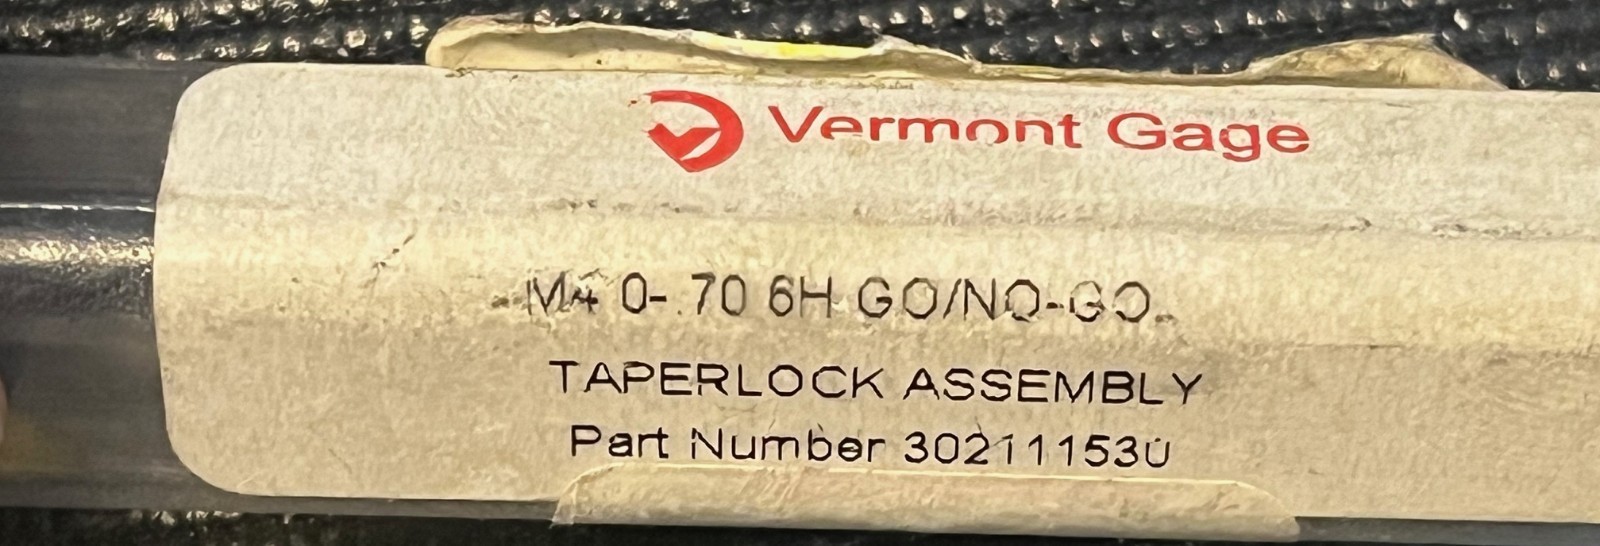 Vermont Gage
M4 0-.70 6H GO/NO-GO
TAPERLOCK ASSEMBLY
Part Number 302111530